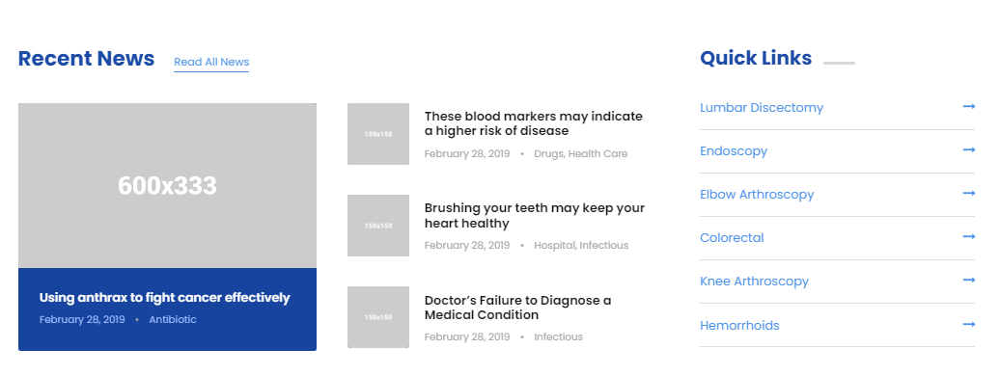 Recent News
Read All News
600x333
Using anthrax to fight cancer effectively
February 28, 2019 • Antibiotic
150x150
These blood markers may indicate
a higher risk of disease
February 28, 2019 • Drugs, Health Care
150x150
Brushing your teeth may keep your
heart healthy
February 28, 2019 • Hospital, Infectious
150x150
Doctor’s Failure to Diagnose a
Medical Condition
February 28, 2019 • Infectious
Quick Links
Lumbar Discectomy
Endoscopy
Elbow Arthroscopy
Colorectal
Knee Arthroscopy
Hemorrhoids